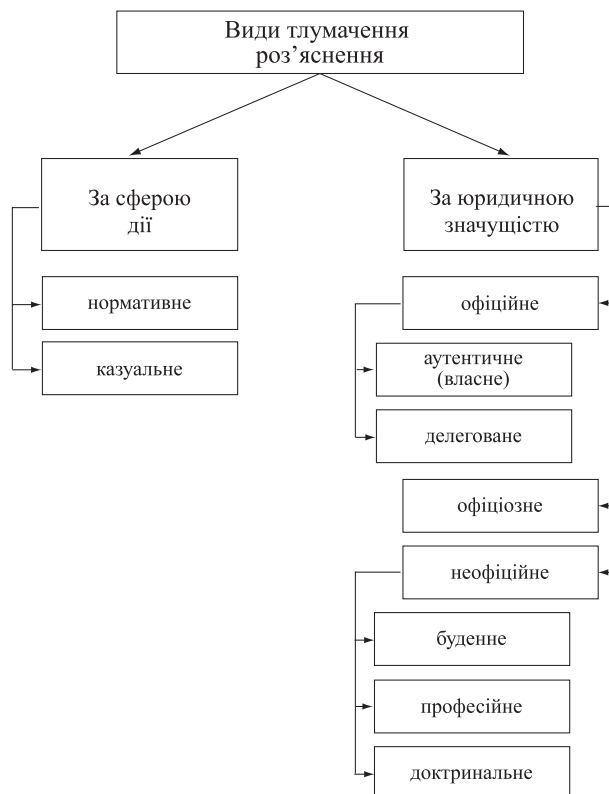 Види тлумачення
роз’яснення
За сферою
дії
нормативне
казуальне
За юридичною
значущістю
офіційне
аутентичне
(власне)
делеговане
офіціозне
неофіційне
буденне
професійне
доктринальне